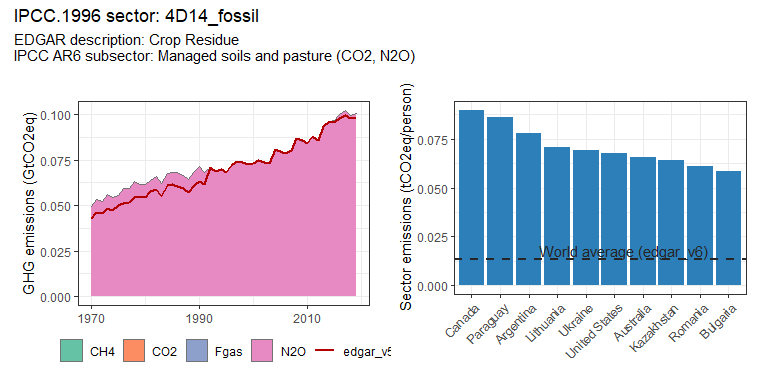 IPCC.1996 sector: 4D14_fossil
EDGAR description: Crop Residue
IPCC AR6 subsector: Managed soils and pasture (CO2, N2O)
GHG emissions (GtCO2eq)
0.100
0.075
0.050
0.025
0.000
1970
1990
2010
CH4
CO2
Fgas
N2O
edgar_v5
Sector emissions (tCO2eq/person)
0.075
0.050
0.025
0.000
World average (edgar_v6)
Canada
Paraguay
Argentina
Lithuania
Ukraine
United States
Australia
Kazakhstan
Romania
Bulgaria